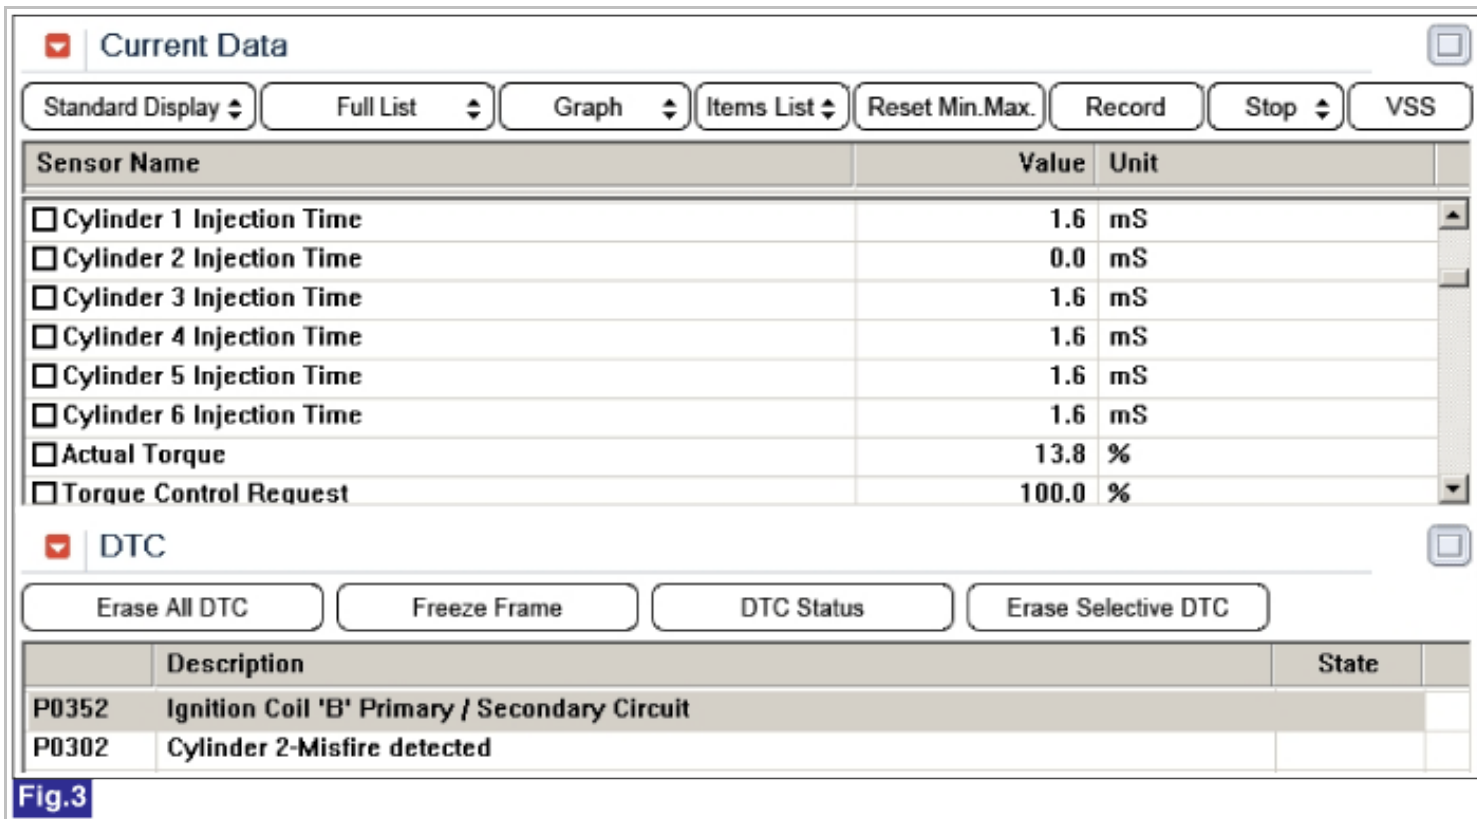 Current Data
Standard Display Full List Graph Items List Reset Min.Max. Record Stop VSS
Sensor Name Value Unit
Cylinder 1 Injection Time 1.6 mS
Cylinder 2 Injection Time 0.0 mS
Cylinder 3 Injection Time 1.6 mS
Cylinder 4 Injection Time 1.6 mS
Cylinder 5 Injection Time 1.6 mS
Cylinder 6 Injection Time 1.6 mS
Actual Torque 13.8 %
Torque Control Request 100.0 %
DTC
Erase All DTC Freeze Frame DTC Status Erase Selective DTC
Description State
P0352 Ignition Coil 'B' Primary / Secondary Circuit
P0302 Cylinder 2-Misfire detected
Fig.3